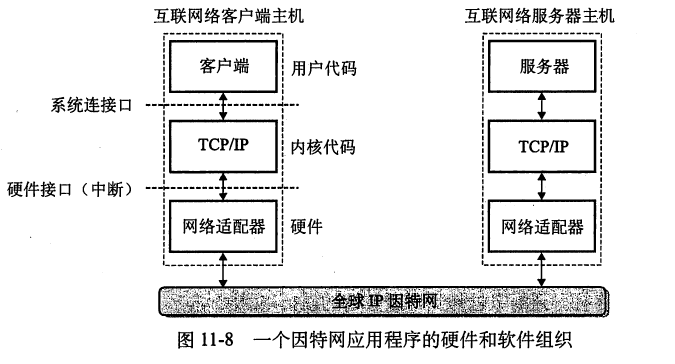 互联网络客户端主机
互联网络服务器主机
客户端
用户代码
服务器
系统连接口
TCP/IP
内核代码
TCP/IP
硬件接口（中断）
网络适配器
硬件
网络适配器
全球IP因特网
图 11-8 一个因特网应用程序的硬件和软件组织